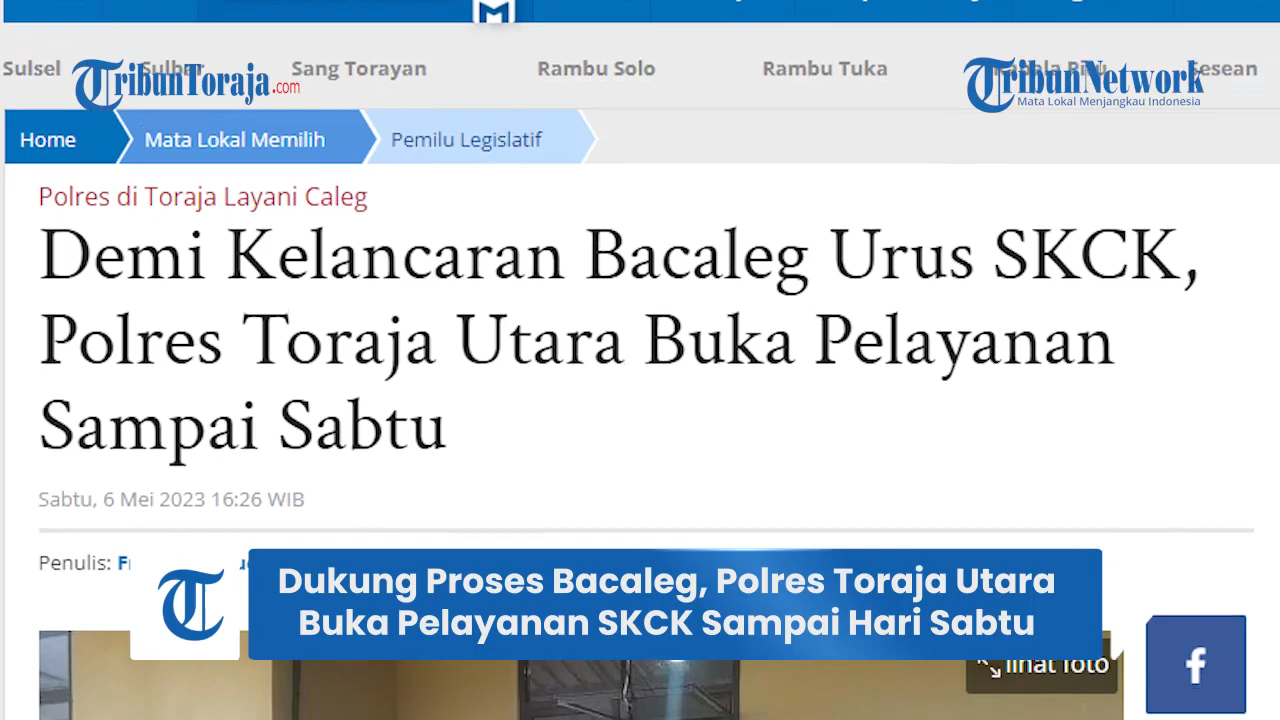 Sulsel Sulbar Sang Torayan Rambu Solo Rambu Tuka Sesean
TribunToraja.com
TribunNetwork
Mata Lokal Menjangkau Indonesia
Home Mata Lokal Memilih Pemilu Legislatif
Polres di Toraja Layani Caleg
Demi Kelancaran Bacaleg Urus SKCK,
Polres Toraja Utara Buka Pelayanan
Sampai Sabtu
Sabtu, 6 Mei 2023 16:26 WIB
Penulis:
Dukung Proses Bacaleg, Polres Toraja Utara
Buka Pelayanan SKCK Sampai Hari Sabtu
lihat foto